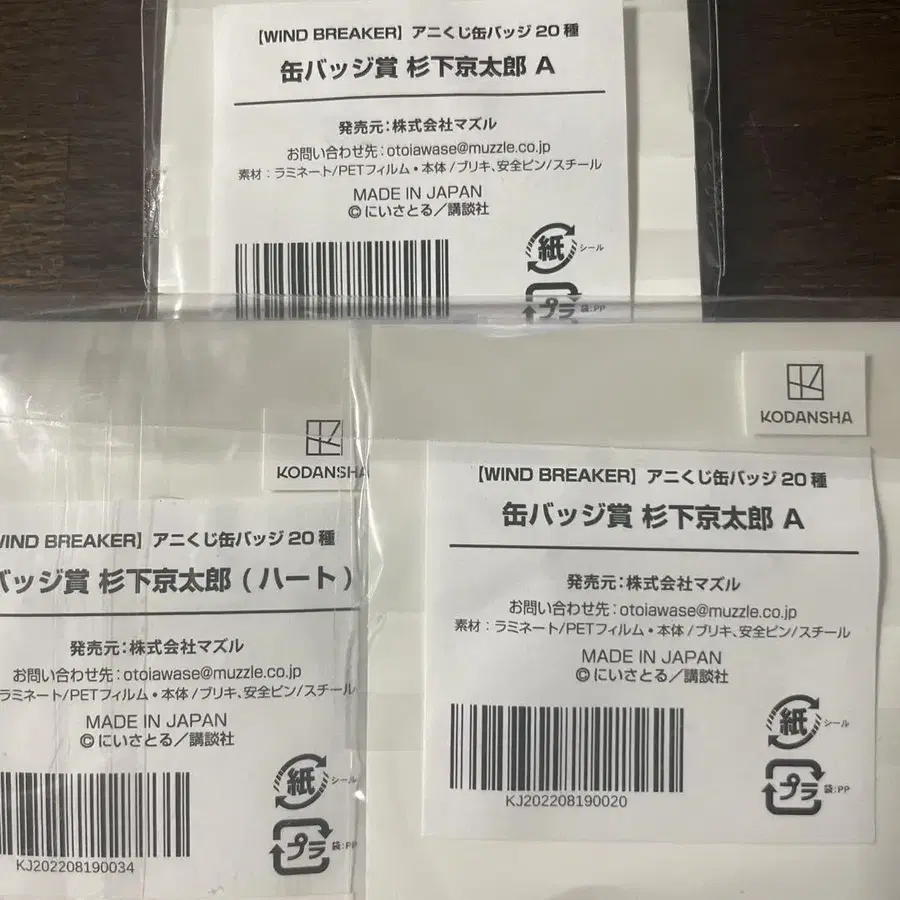 【WIND BREAKER】アニくじ缶バッジ20種
缶バッジ賞 杉下京太郎 A
発売元:株式会社マズル
お問い合わせ先:otoiawase@muzzle.co.jp
素材:ラミネート/PETフィルム・本体/ブリキ、安全ピン/スチール
MADE IN JAPAN
©にいさとる/講談社
紙 シール
プラ 袋:PP
KODANSHA
WIND BREAKER】アニくじ缶バッジ20種
バッジ賞 杉下京太郎(ハート)
発売元:株式会社マズル
お問い合わせ先:otoiawase@muzzle.co.jp
ラミネート/PETフィルム・本体/ブリキ、安全ピン/スチール
MADE IN JAPAN
©にいさとる/講談社
紙 シール
プラ 袋:PP
KJ202208190034
KODANSHA
【WIND BREAKER】アニくじ缶バッジ20種
缶バッジ賞 杉下京太郎 A
発売元:株式会社マズル
お問い合わせ先:otoiawase@muzzle.co.jp
素材:ラミネート/PETフィルム・本体/ブリキ、安全ピン/スチール
MADE IN JAPAN
©にいさとる/講談社
紙 シール
プラ 袋:PP
KJ202208190020